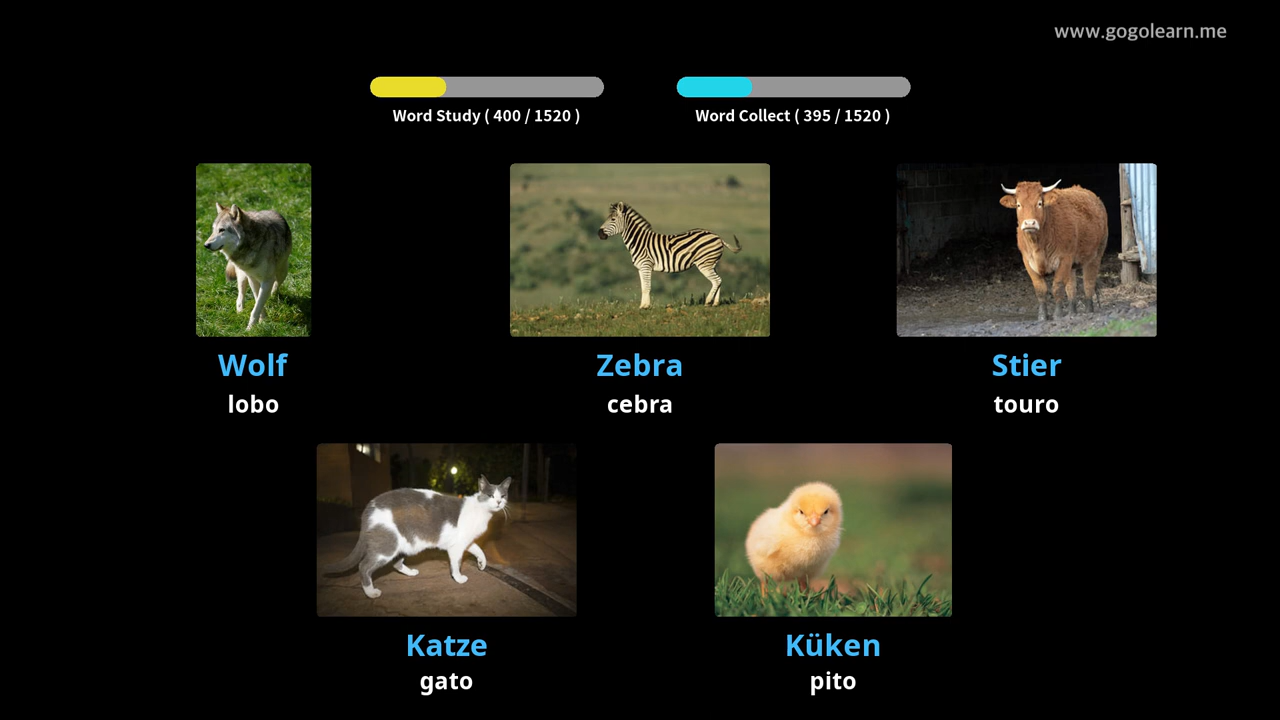 www.gogolearn.me
Word Study ( 400 / 1520 )
Word Collect ( 395 / 1520 )
Wolf
lobo
Zebra
cebra
Stier
touro
Katze
gato
Küken
pito